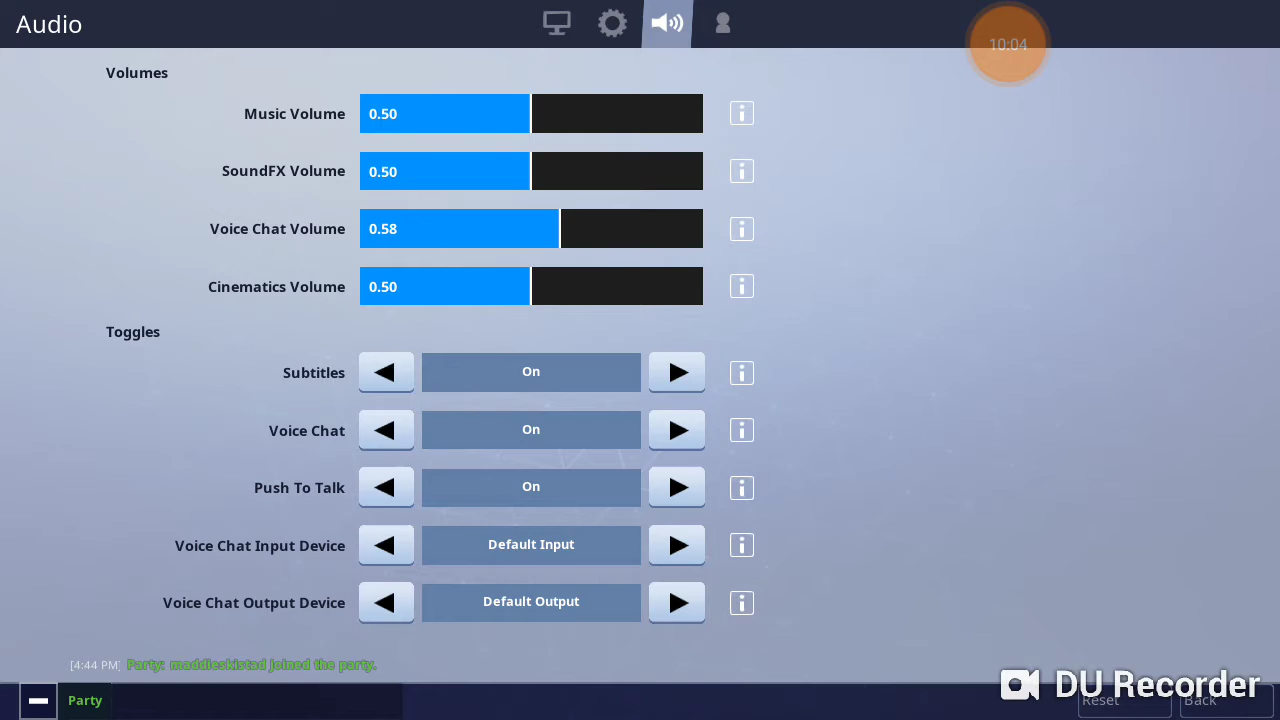 Audio
10:04
Volumes
Music Volume 0.50
SoundFX Volume 0.50
Voice Chat Volume 0.58
Cinematics Volume 0.50
Toggles
Subtitles On
Voice Chat On
Push To Talk On
Voice Chat Input Device Default Input
Voice Chat Output Device Default Output
[4:44 PM] Party: maddieskistad joined the party.
Party
DU Recorder
Reset Back